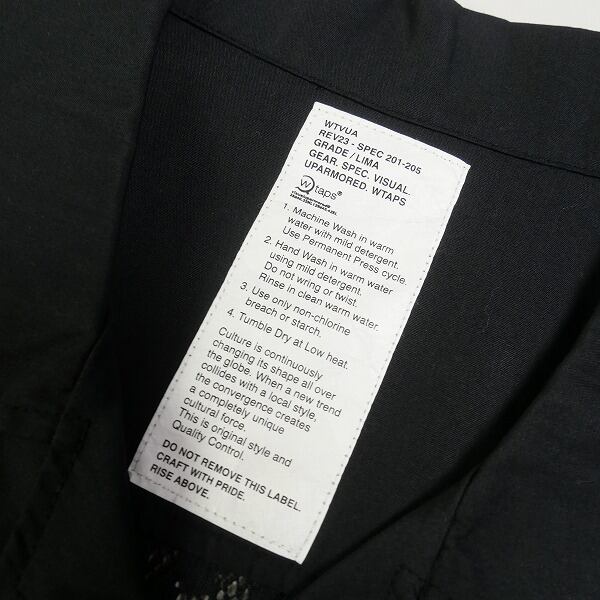 WTVUA
REV23 - SPEC 201-205
GRADE / LIMA
GEAR. SPEC. VISUAL.
UPARMORED. WTAPS
Wtaps®
1. Machine Wash in warm
water with mild detergent.
Use Permanent Press cycle.
2. Hand Wash in warm water
using mild detergent.
Do not wring or twist.
Rinse in clean warm water.
3. Use only non-chlorine
breach or starch.
4. Tumble Dry at Low heat.
Culture is continuously
changing its shape all over
the globe. When a new trend
collides with a local style,
the convergence creates
a completely unique
cultural force.
This is original style and
Quality Control.
DO NOT REMOVE THIS LABEL.
CRAFT WITH PRIDE.
RISE ABOVE.